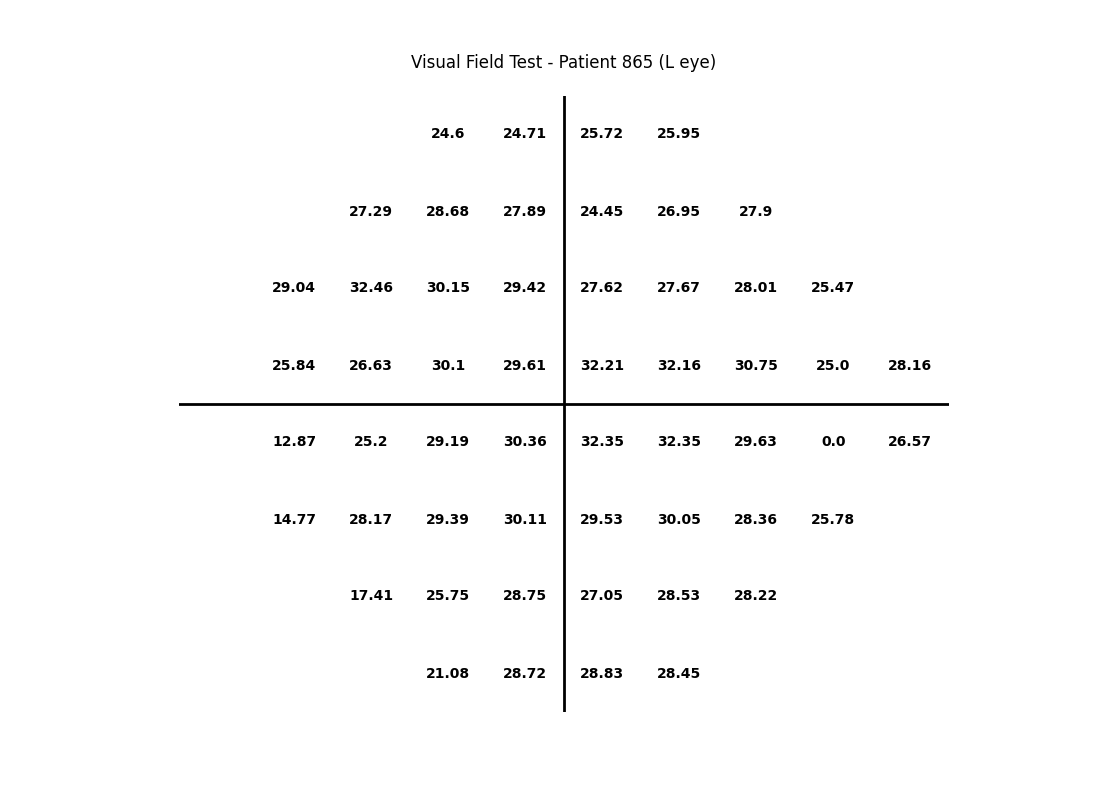 Visual Field Test - Patient 865 (L eye)
24.6 24.71 25.72 25.95
27.29 28.68 27.89 24.45 26.95 27.9
29.04 32.46 30.15 29.42 27.62 27.67 28.01 25.47
25.84 26.63 30.1 29.61 32.21 32.16 30.75 25.0 28.16
12.87 25.2 29.19 30.36 32.35 32.35 29.63 0.0 26.57
14.77 28.17 29.39 30.11 29.53 30.05 28.36 25.78
17.41 25.75 28.75 27.05 28.53 28.22
21.08 28.72 28.83 28.45